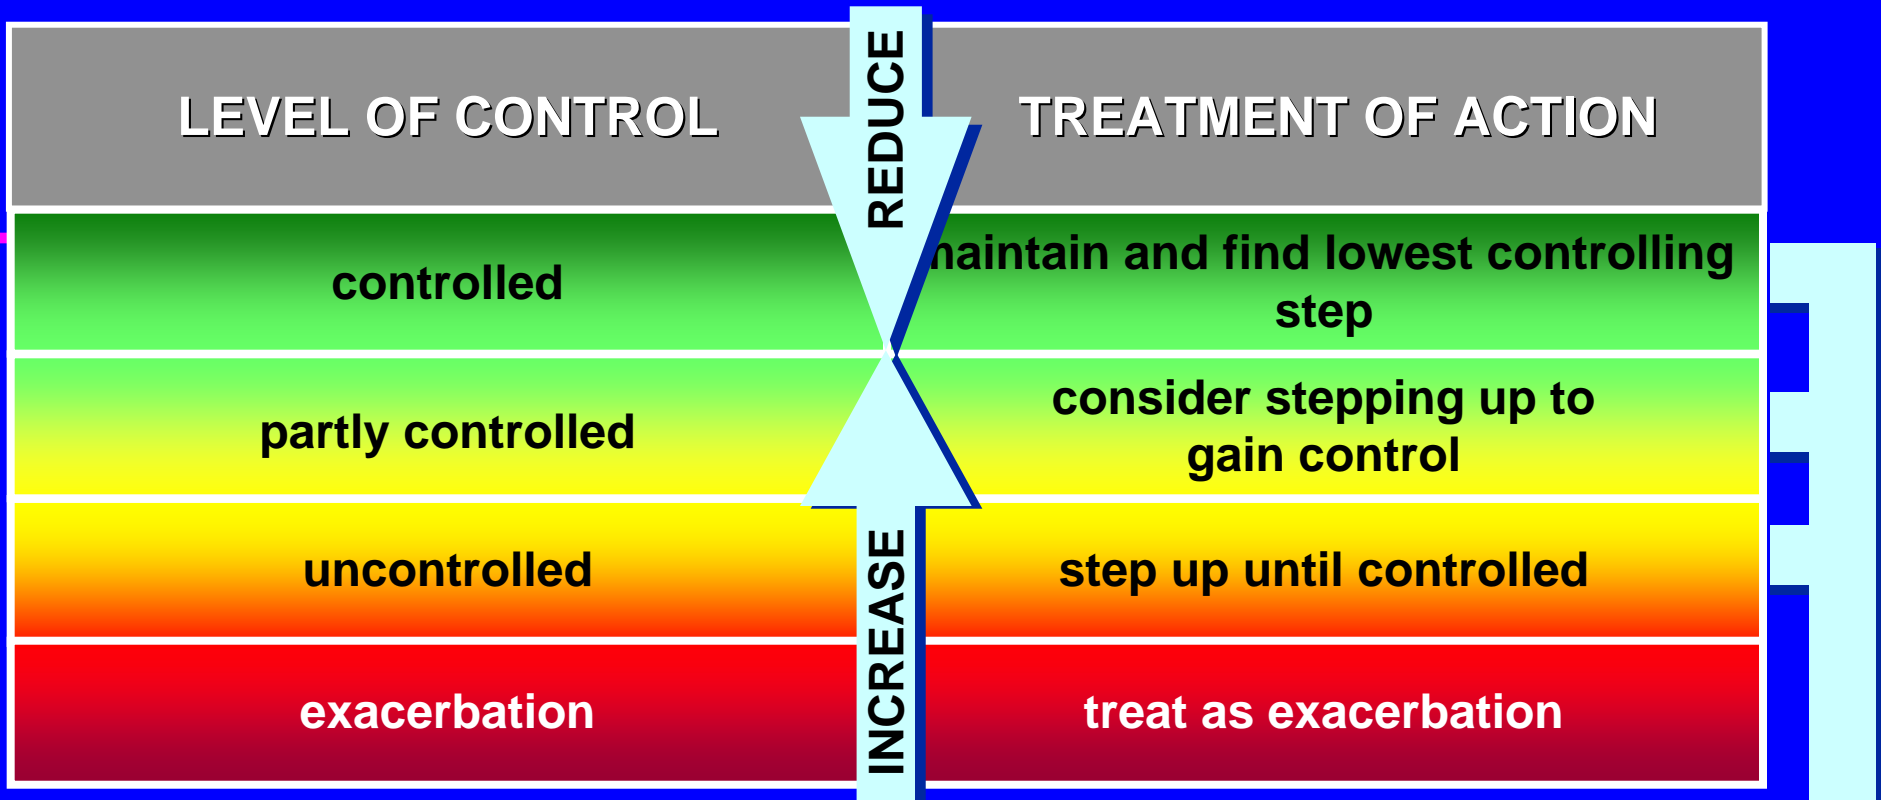 LEVEL OF CONTROL
REDUCE
TREATMENT OF ACTION
controlled
maintain and find lowest controlling
step
partly controlled
consider stepping up to
gain control
uncontrolled
INCREASE
step up until controlled
exacerbation
treat as exacerbation